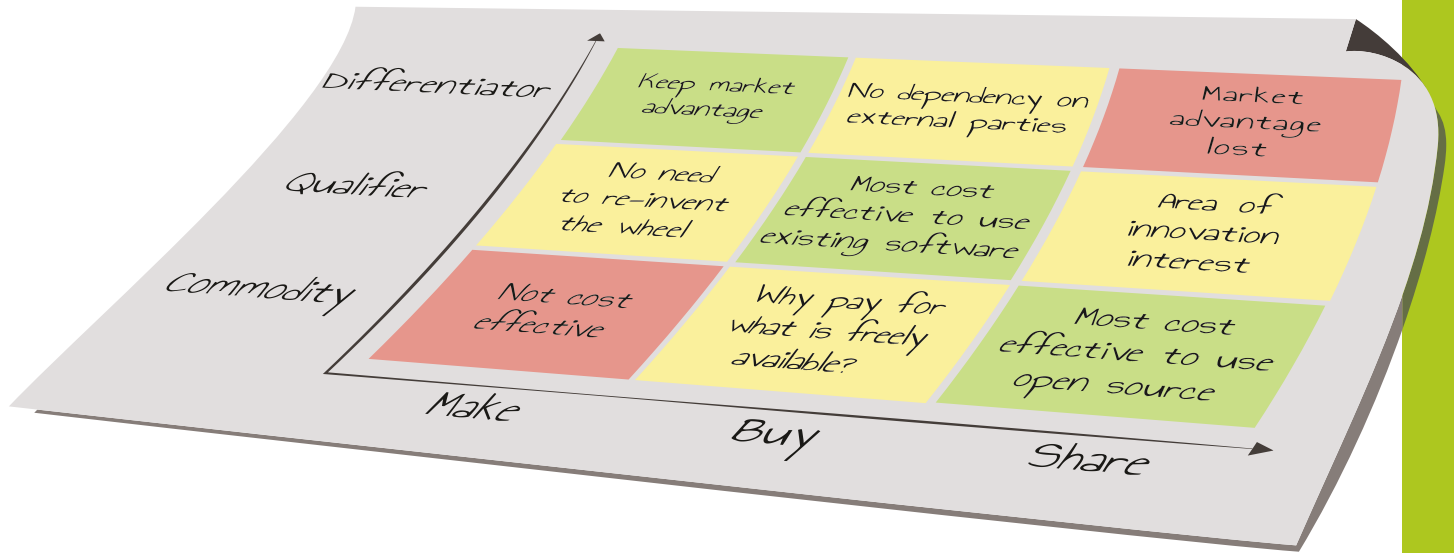 Differentiator
Keep market
advantage
No dependency on
external parties
Market
advantage
lost
Qualifier
No need
to re-invent
the wheel
Most cost
effective to use
existing software
Area of
innovation
interest
Commodity
Not cost
effective
Why pay for
what is freely
available?
Most cost
effective to use
open source
Make
Buy
Share